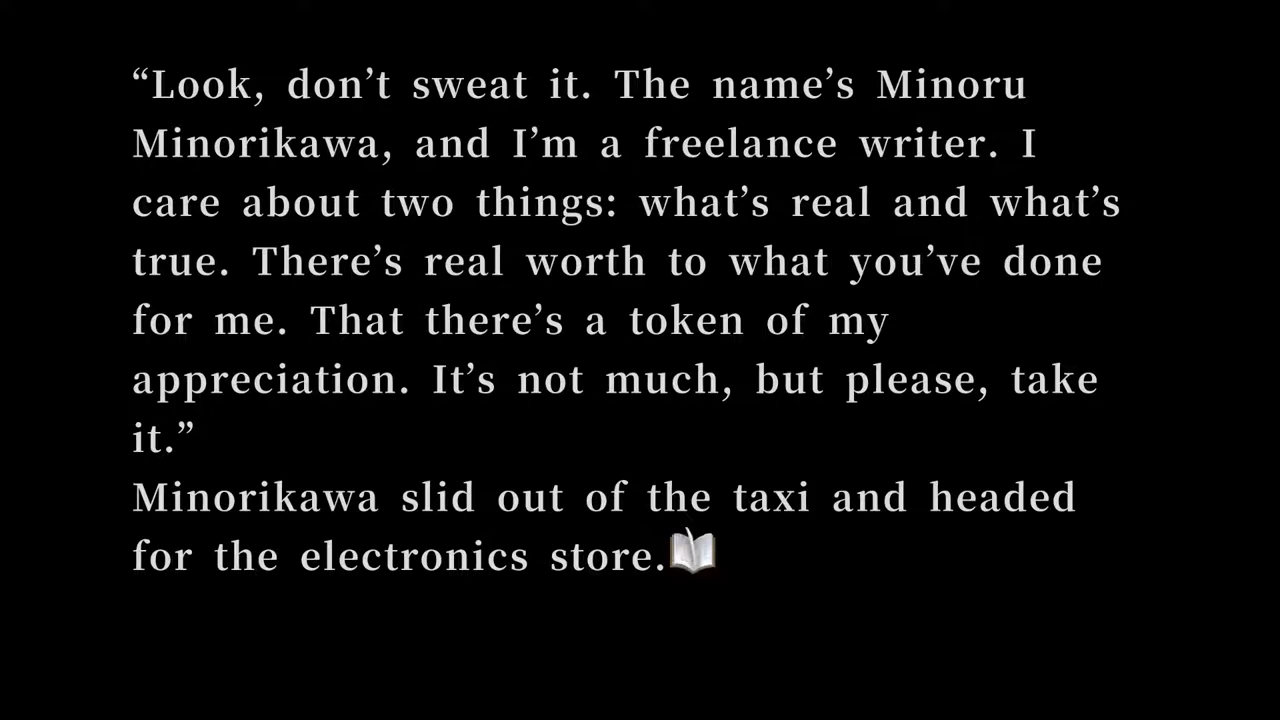 “Look, don’t sweat it. The name’s Minoru
Minorikawa, and I’m a freelance writer. I
care about two things: what’s real and what’s
true. There’s real worth to what you’ve done
for me. That there’s a token of my
appreciation. It’s not much, but please, take
it.”
Minorikawa slid out of the taxi and headed
for the electronics store.